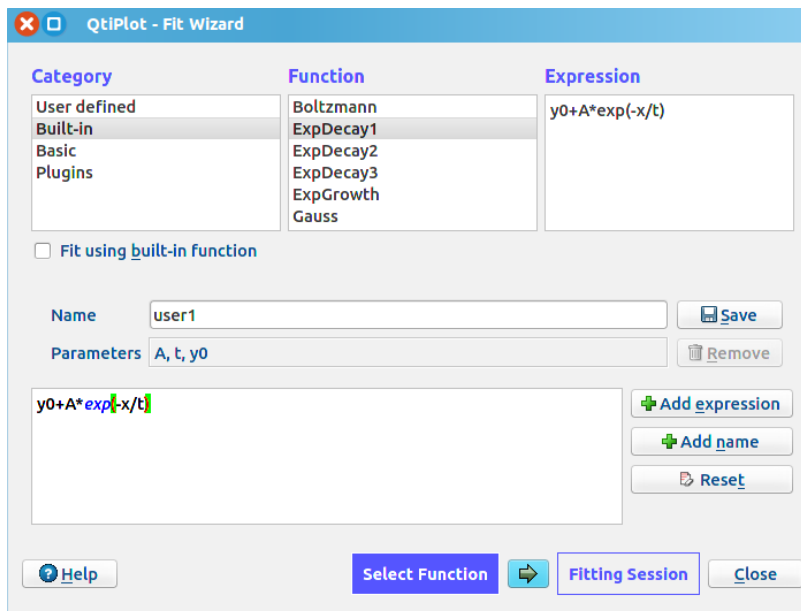 QtiPlot - Fit Wizard
Category
Function
Expression
User defined
Built-in
Basic
Plugins
Boltzmann
ExpDecay1
ExpDecay2
ExpDecay3
ExpGrowth
Gauss
y0+A*exp(-x/t)
Fit using built-in function
Name
user1
Save
Parameters
A, t, y0
Remove
y0+A*exp(-x/t)
Add expression
Add name
Reset
Help
Select Function
Fitting Session
Close